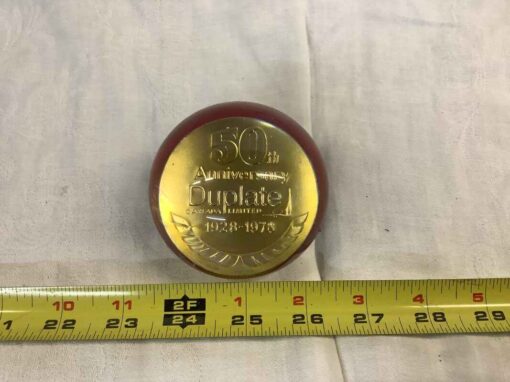 50th
Anniversary
Duplate
CANADA LIMITED
1928-1978
10 11 2F 1 2 3 4 5
1 22 23 24 25 26 27 28 29